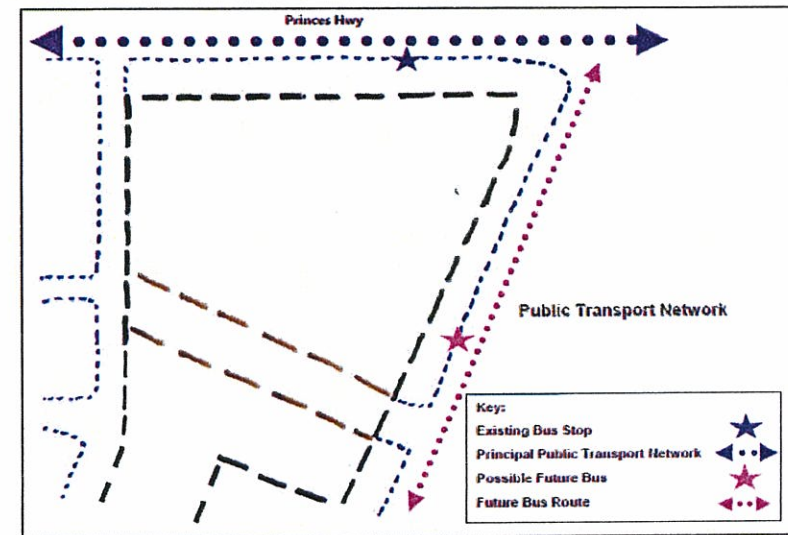 Princes Hwy
Public Transport Network
Key:
Existing Bus Stop
Principal Public Transport Network
Possible Future Bus
Future Bus Route